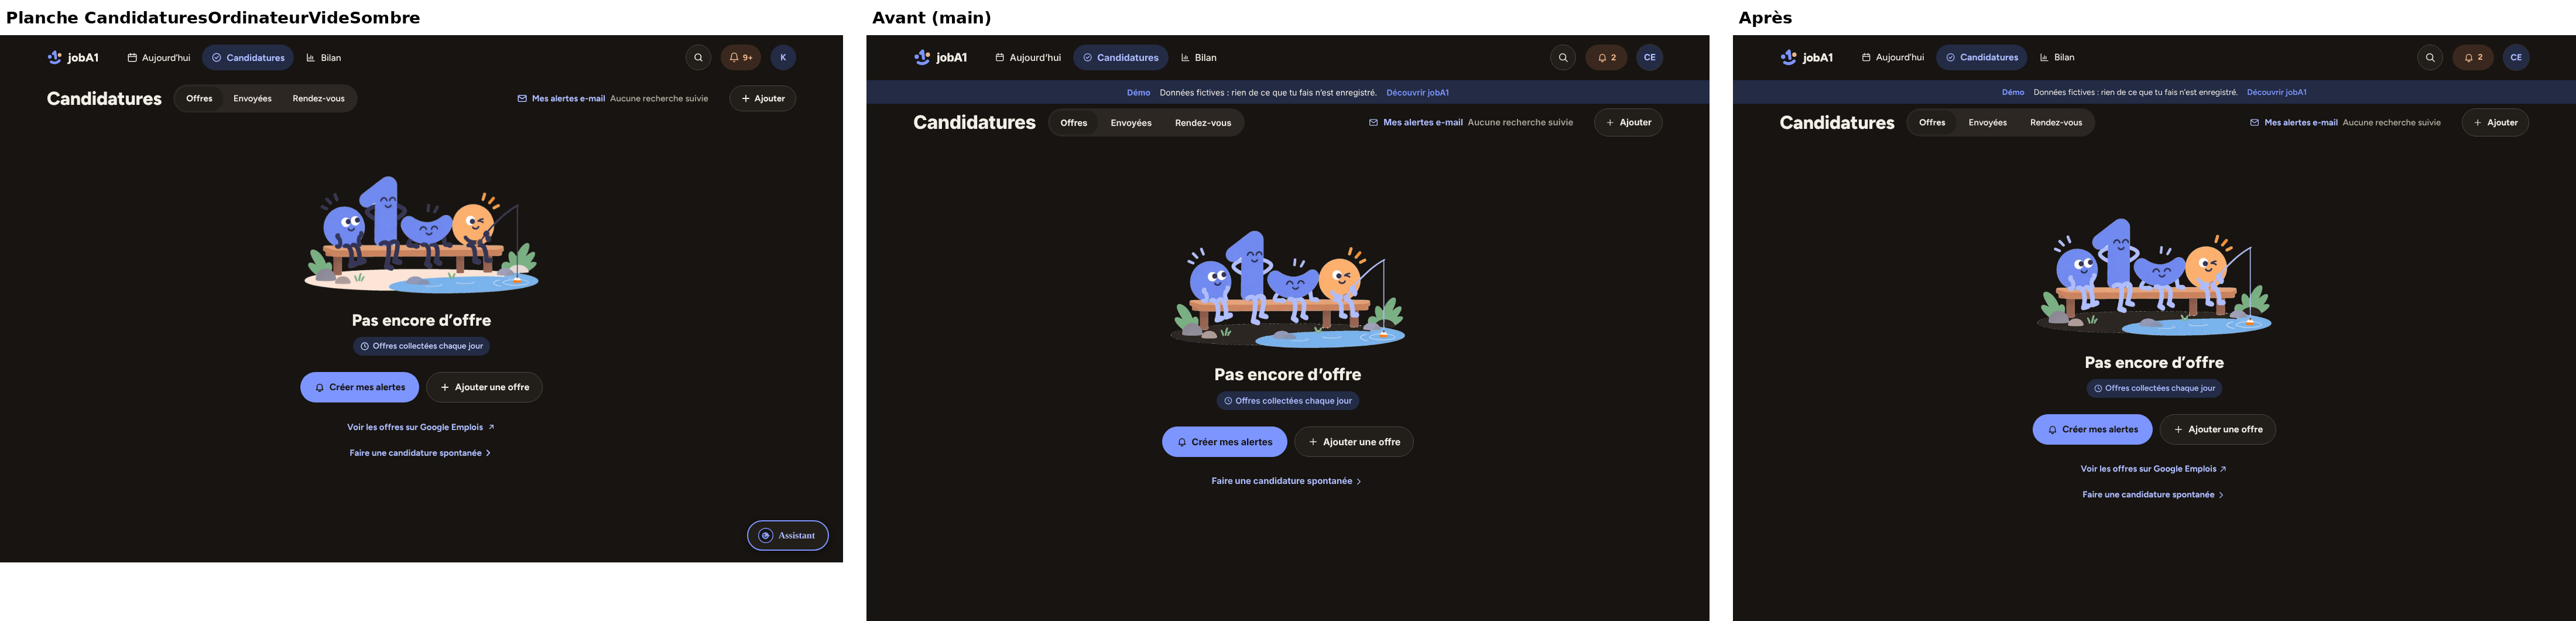 Planche CandidaturesOrdinateurVideSombre
jobA1 Aujourd'hui Candidatures Bilan 9+ K
Candidatures Offres Envoyées Rendez-vous Mes alertes e-mail Aucune recherche suivie + Ajouter
Pas encore d’offre
Offres collectées chaque jour
Créer mes alertes + Ajouter une offre
Voir les offres sur Google Emplois ↗
Faire une candidature spontanée >
Assistant
Avant (main)
jobA1 Aujourd'hui Candidatures Bilan 2 CE
Démo Données fictives : rien de ce que tu fais n'est enregistré. Découvrir jobA1
Candidatures Offres Envoyées Rendez-vous Mes alertes e-mail Aucune recherche suivie + Ajouter
Pas encore d’offre
Offres collectées chaque jour
Créer mes alertes + Ajouter une offre
Faire une candidature spontanée >
Après
jobA1 Aujourd'hui Candidatures Bilan 2 CE
Démo Données fictives : rien de ce que tu fais n'est enregistré. Découvrir jobA1
Candidatures Offres Envoyées Rendez-vous Mes alertes e-mail Aucune recherche suivie + Ajouter
Pas encore d’offre
Offres collectées chaque jour
Créer mes alertes + Ajouter une offre
Voir les offres sur Google Emplois ↗
Faire une candidature spontanée >